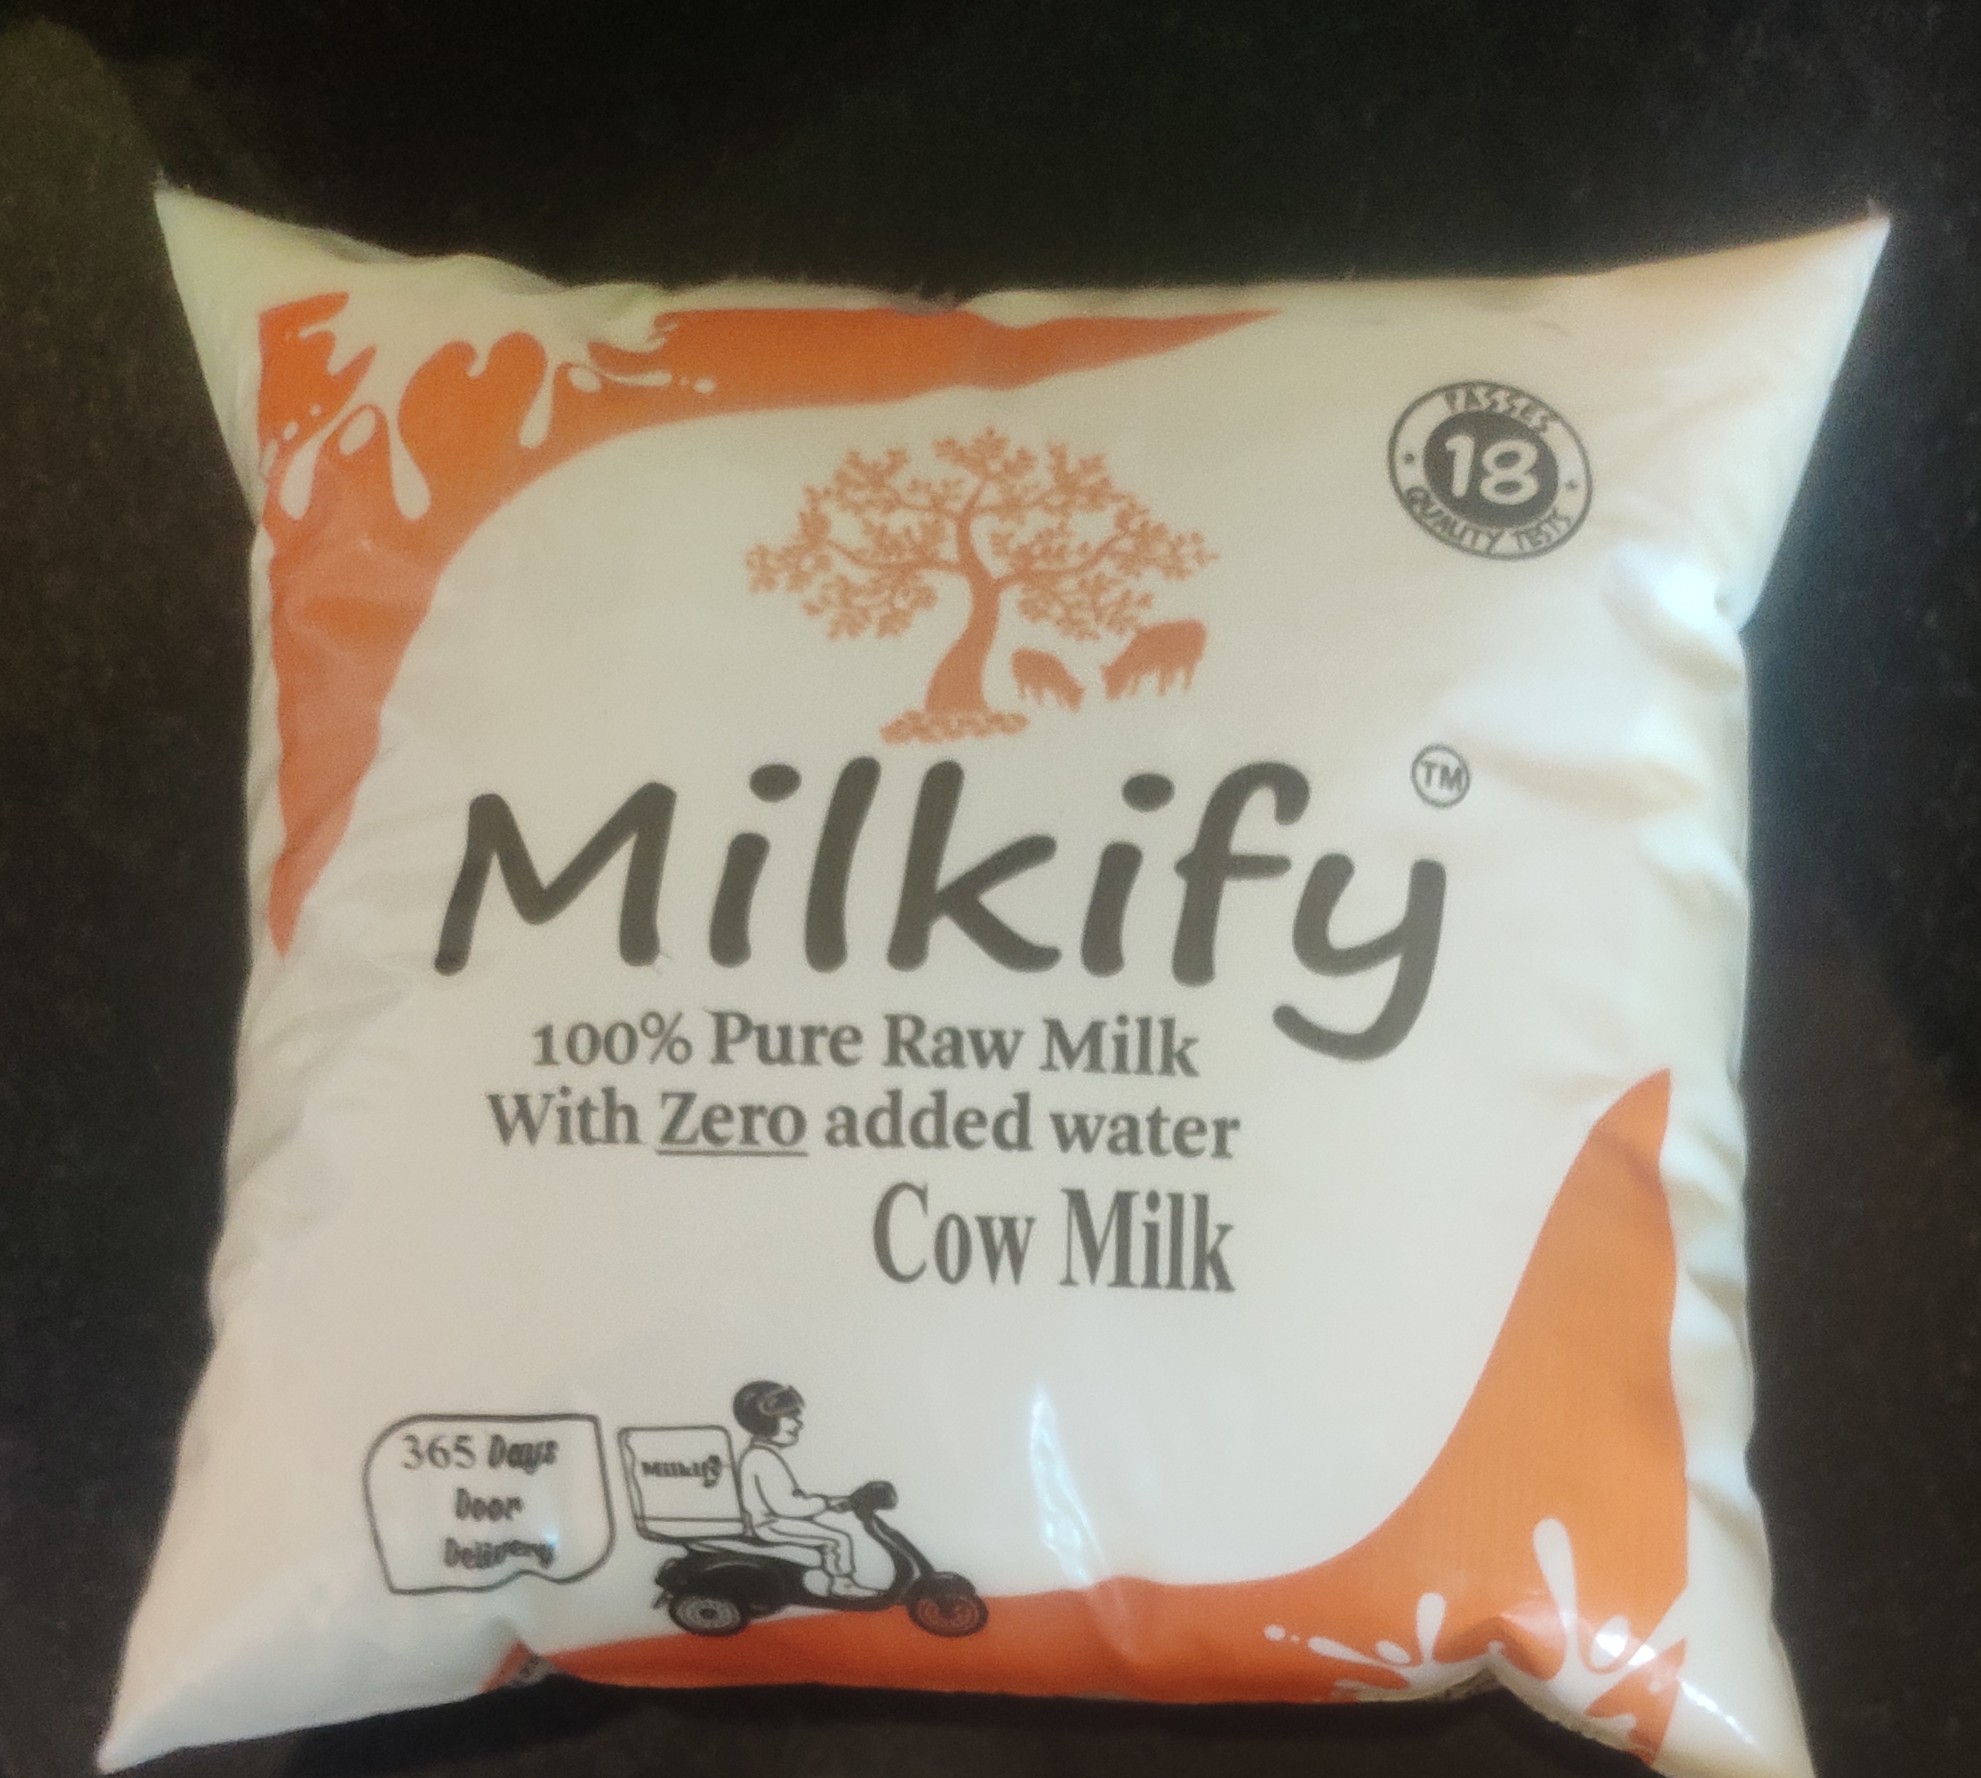 PASSES
18
QUALITY TESTS
Milkify
TM
100% Pure Raw Milk
With Zero added water
Cow Milk
365 Days
Door
Delivery
Milkify